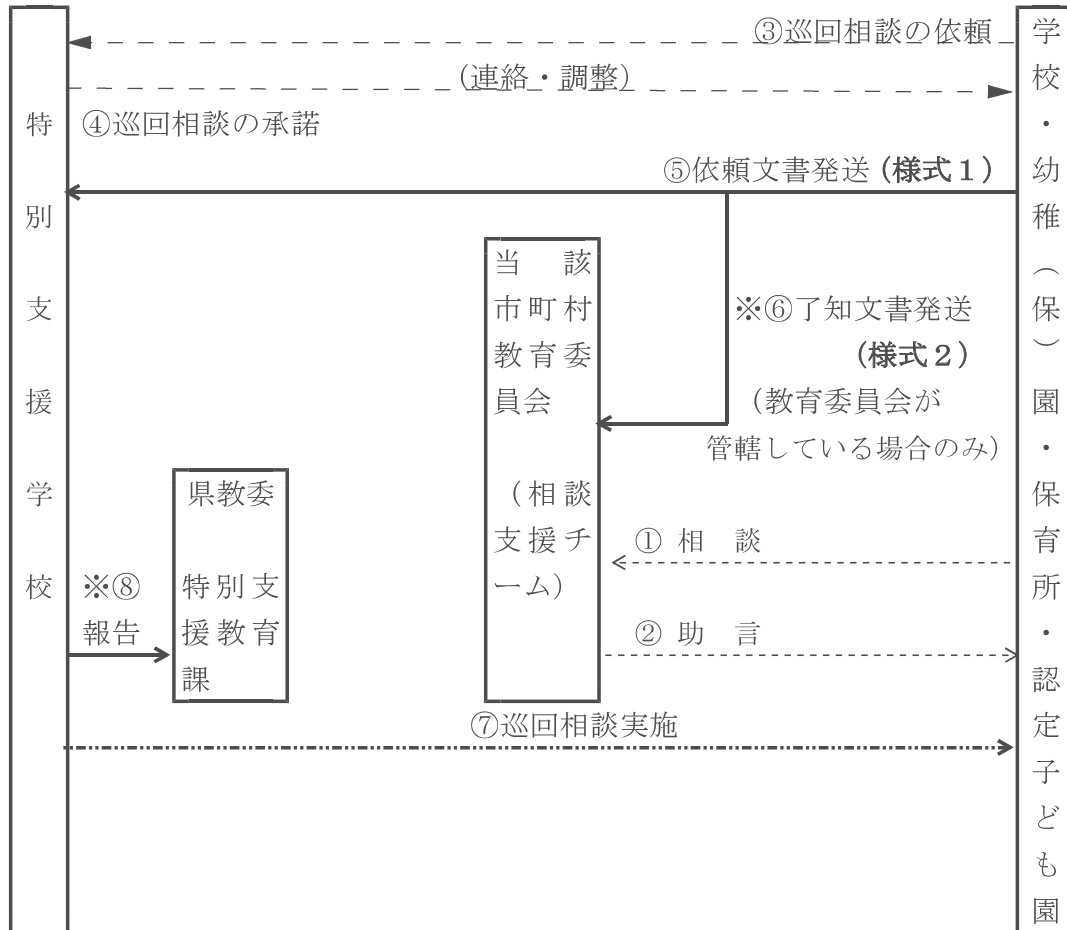 特別支援学校
③巡回相談の依頼
(連絡・調整)
④巡回相談の承諾
⑤依頼文書発送(様式１)
当該
市町村
教育委
員会
（相談
支援チ
ーム）
※⑥了知文書発送
(様式２)
（教育委員会が
管轄している場合のみ）
県教委
特別支
援教育
課
① 相 談
※⑧
報告
② 助 言
⑦巡回相談実施
学校・幼稚（保）園・保育所・認定子ども園